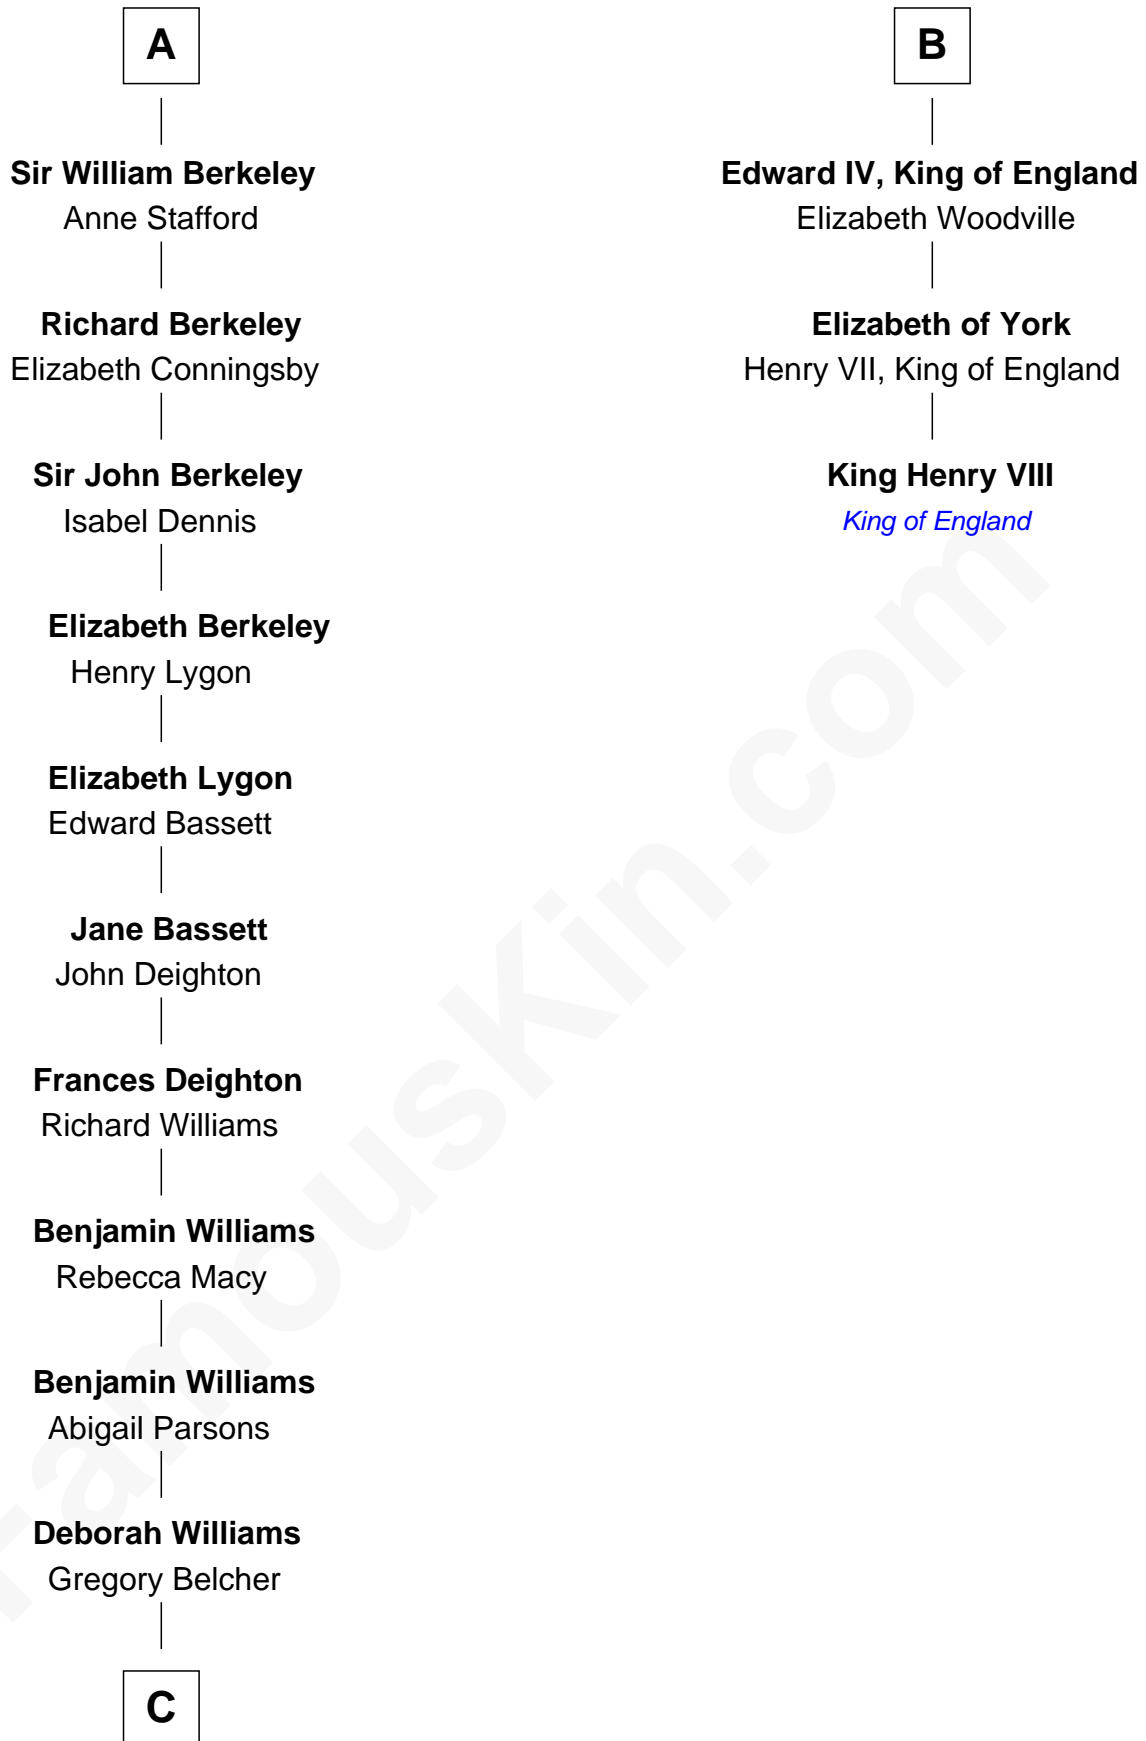 A
Sir William Berkeley
Anne Stafford
Richard Berkeley
Elizabeth Conningsby
Sir John Berkeley
Isabel Dennis
Elizabeth Berkeley
Henry Lygon
Elizabeth Lygon
Edward Bassett
Jane Bassett
John Deighton
Frances Deighton
Richard Williams
Benjamin Williams
Rebecca Macy
Benjamin Williams
Abigail Parsons
Deborah Williams
Gregory Belcher
C
B
Edward IV, King of England
Elizabeth Woodville
Elizabeth of York
Henry VII, King of England
King Henry VIII
King of England
FamousKin.com